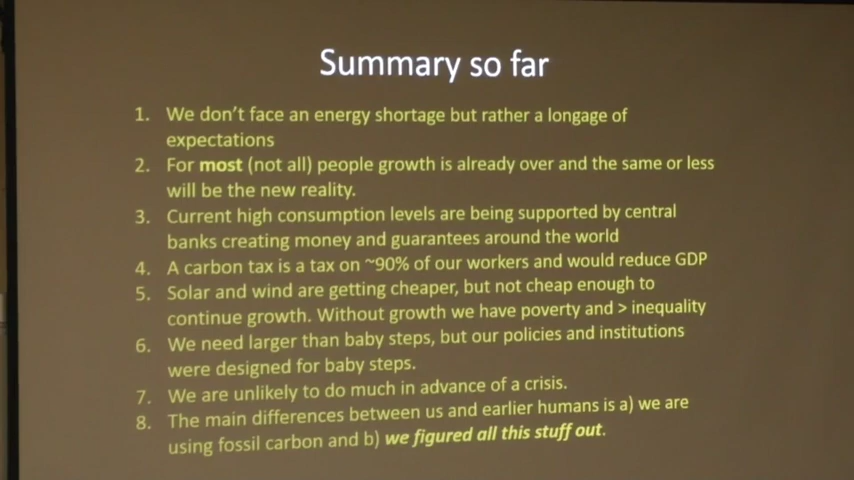 Summary so far
1. We don't face an energy shortage but rather a longage of
expectations
2. For most (not all) people growth is already over and the same or less
will be the new reality.
3. Current high consumption levels are being supported by central
banks creating money and guarantees around the world
4. A carbon tax is a tax on ~90% of our workers and would reduce GDP
5. Solar and wind are getting cheaper, but not cheap enough to
continue growth. Without growth we have poverty and > inequality
6. We need larger than baby steps, but our policies and institutions
were designed for baby steps.
7. We are unlikely to do much in advance of a crisis.
8. The main differences between us and earlier humans is a) we are
using fossil carbon and b) we figured all this stuff out.